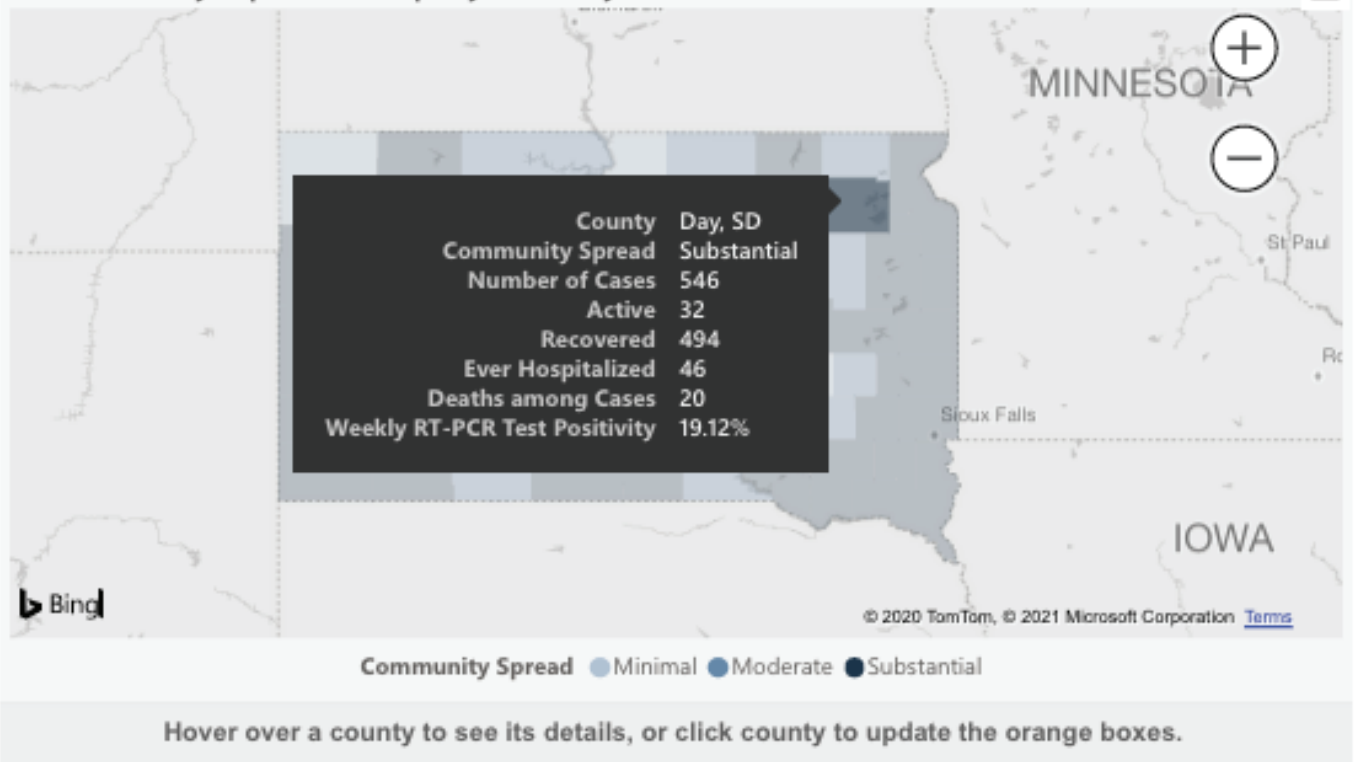 MINNESOTA
County Day, SD
Community Spread Substantial
Number of Cases 546
Active 32
Recovered 494
Ever Hospitalized 46
Deaths among Cases 20
Weekly RT-PCR Test Positivity 19.12%
St Paul
Sioux Falls
IOWA
Bing
© 2020 TomTom, © 2021 Microsoft Corporation Terms
Community Spread Minimal Moderate Substantial
Hover over a county to see its details, or click county to update the orange boxes.